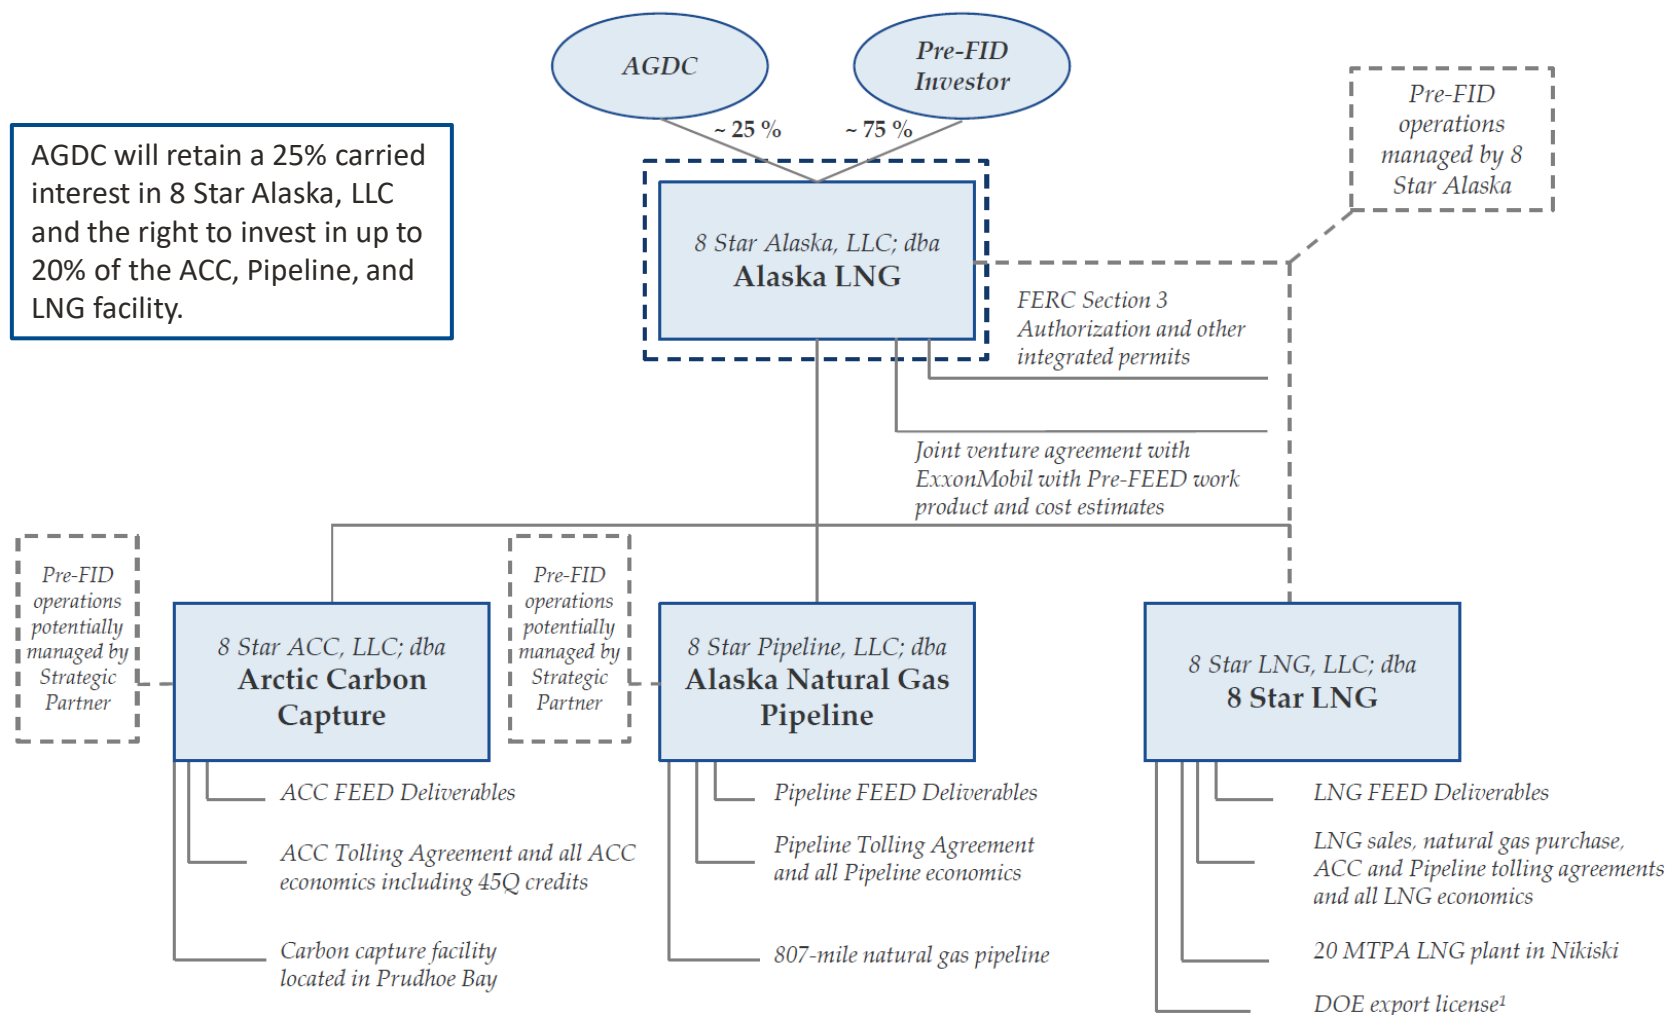 AGDC
Pre-FID
Investor
~ 25 %
~ 75 %
Pre-FID
operations
managed by 8
Star Alaska
AGDC will retain a 25% carried
interest in 8 Star Alaska, LLC
and the right to invest in up to
20% of the ACC, Pipeline, and
LNG facility.
8 Star Alaska, LLC; dba
Alaska LNG
FERC Section 3
Authorization and other
integrated permits
Joint venture agreement with
ExxonMobil with Pre-FEED work
product and cost estimates
Pre-FID
operations
potentially
managed by
Strategic
Partner
8 Star ACC, LLC; dba
Arctic Carbon
Capture
Pre-FID
operations
potentially
managed by
Strategic
Partner
8 Star Pipeline, LLC; dba
Alaska Natural Gas
Pipeline
8 Star LNG, LLC; dba
8 Star LNG
ACC FEED Deliverables
ACC Tolling Agreement and all ACC
economics including 45Q credits
Carbon capture facility
located in Prudhoe Bay
Pipeline FEED Deliverables
Pipeline Tolling Agreement
and all Pipeline economics
807-mile natural gas pipeline
LNG FEED Deliverables
LNG sales, natural gas purchase,
ACC and Pipeline tolling agreements
and all LNG economics
20 MTPA LNG plant in Nikiski
DOE export license¹